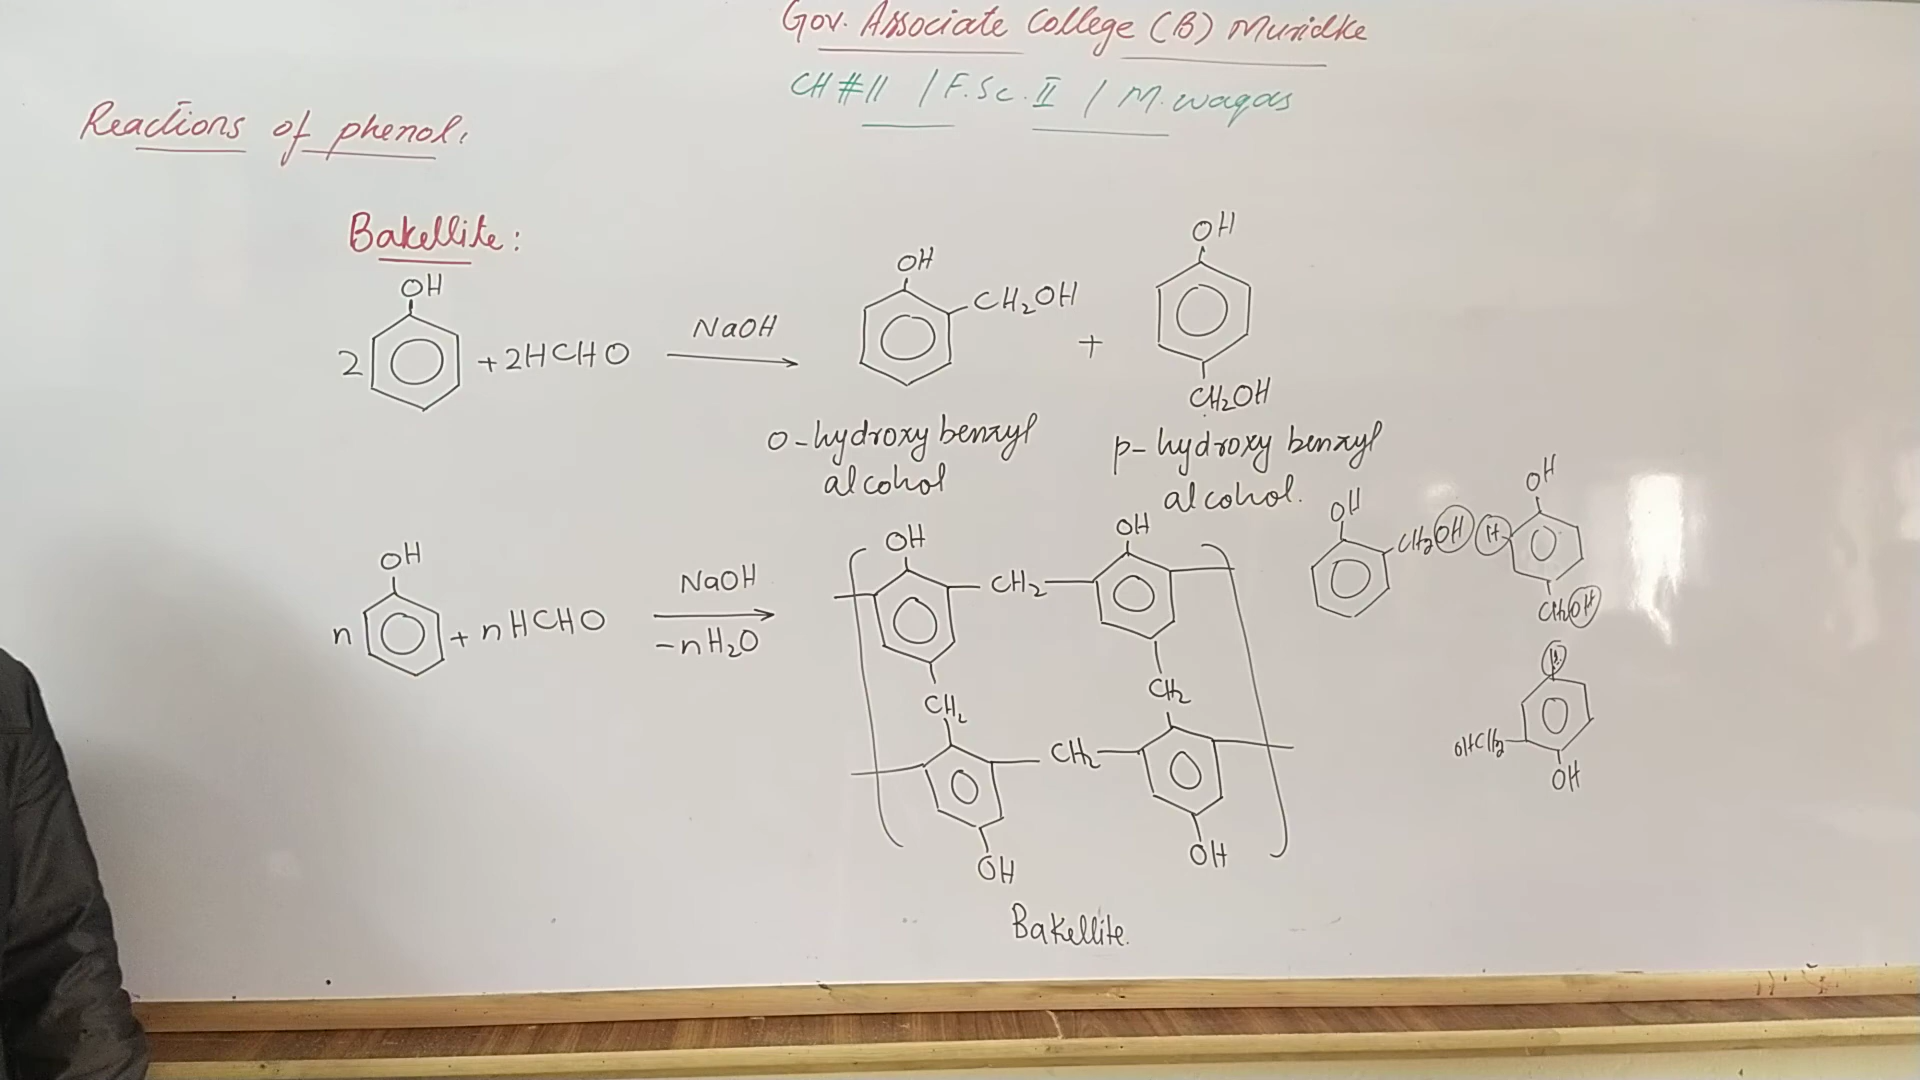 Gov. Associate College (B) Muridke
CH #11 / F.Sc. II / M. waqas
Reactions of phenol.
Bakellite:
OH
2 + 2HCHO
NaOH
OH
CH₂OH
+
OH
CH₂OH
o-hydroxy benzyl
alcohol
p-hydroxy benzyl
alcohol.
OH
n + nHCHO
NaOH
-nH₂O
OH
CH₂
OH
CH₂
CH₂
CH₂
OH
OH
Bakellite.
OH
CH₂OH
H
OH
CH₂OH
H
OHCH₂
OH